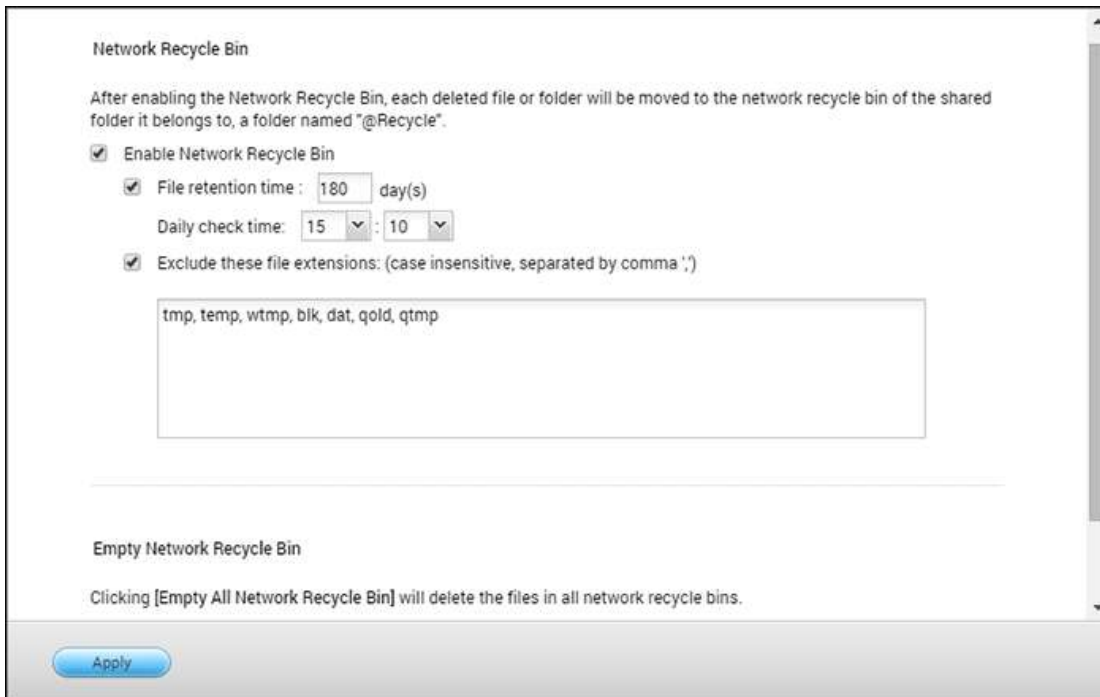 Network Recycle Bin
After enabling the Network Recycle Bin, each deleted file or folder will be moved to the network recycle bin of the shared
folder it belongs to, a folder named "@Recycle".
Enable Network Recycle Bin
File retention time : 180 day(s)
Daily check time: 15 : 10
Exclude these file extensions: (case insensitive, separated by comma ',')
tmp, temp, wtmp, blk, dat, qold, qtmp
Empty Network Recycle Bin
Clicking [Empty All Network Recycle Bin] will delete the files in all network recycle bins.
Apply